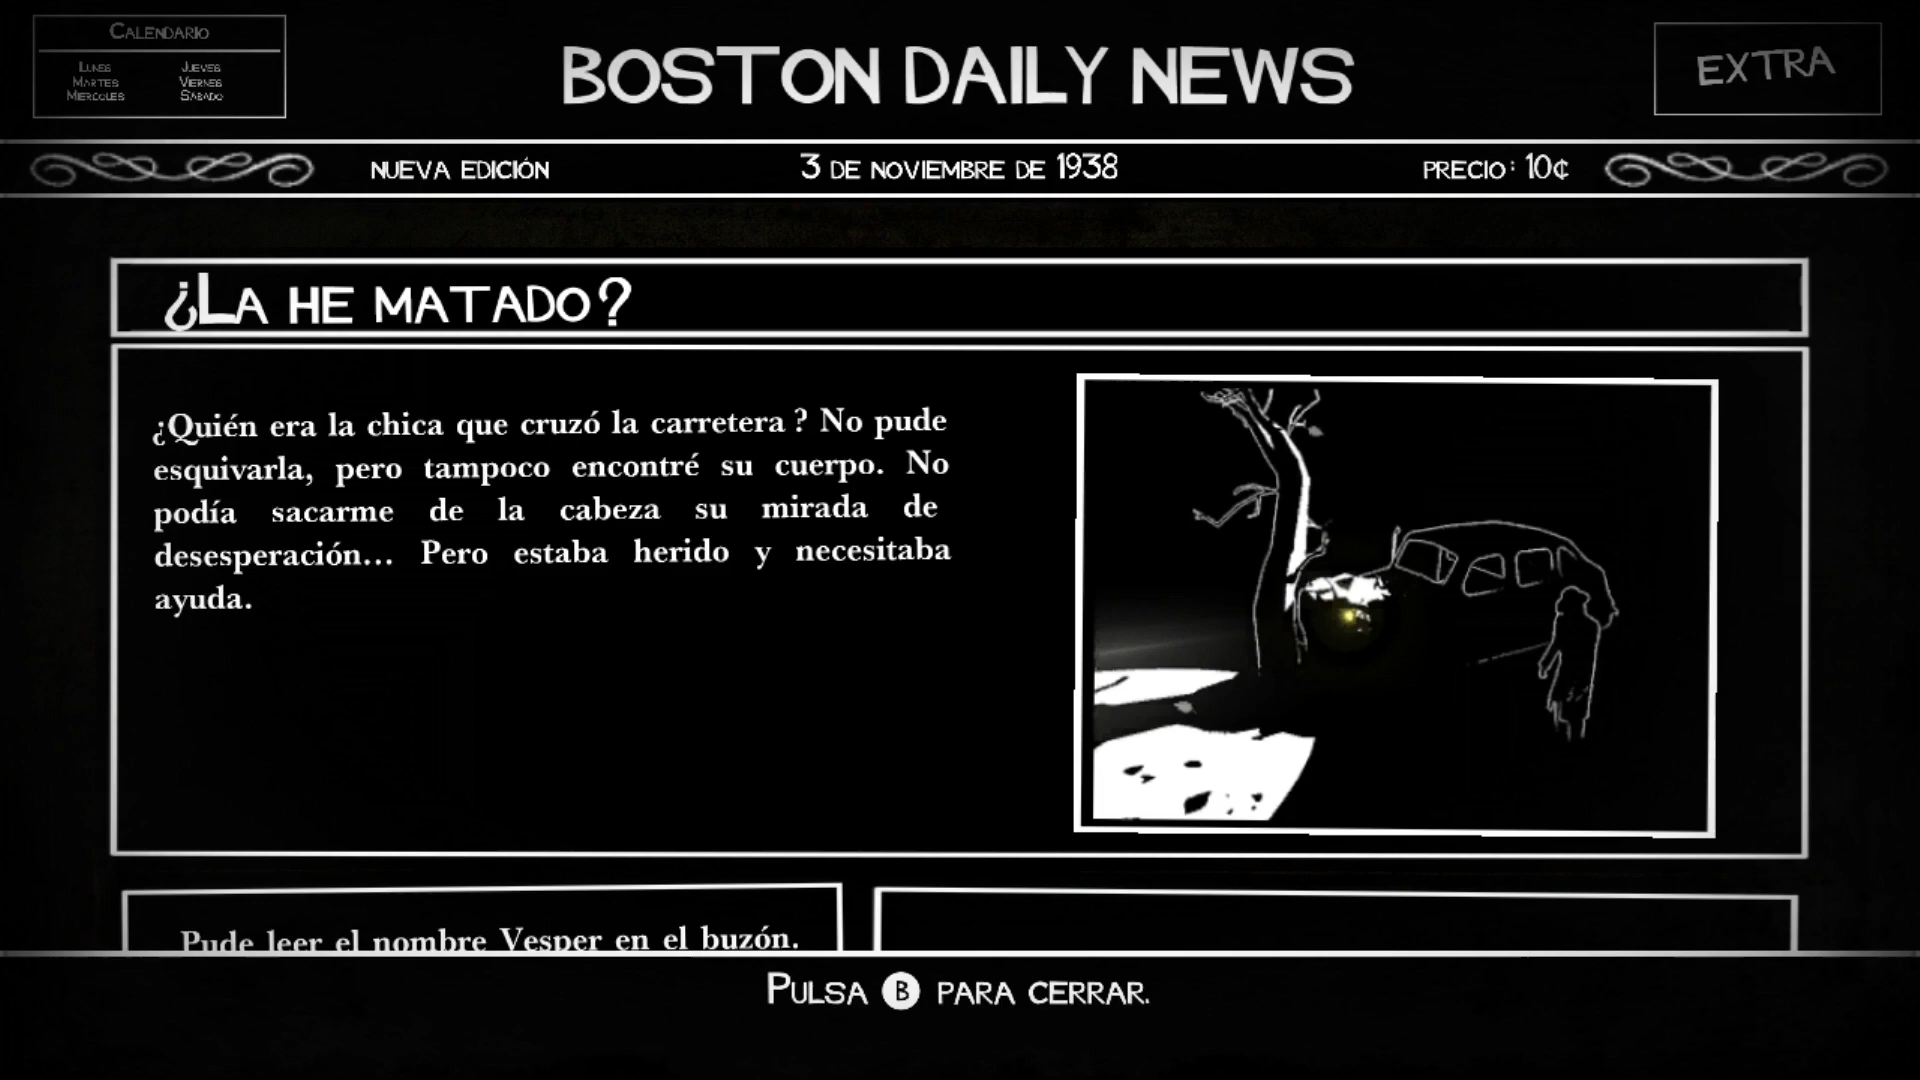 CALENDARIO
LUNES
MARTES
MIERCOLES
JUEVES
VIERNES
SABADO
BOSTON DAILY NEWS
EXTRA
NUEVA EDICIÓN
3 DE NOVIEMBRE DE 1938
PRECIO: 10¢
¿LA HE MATADO?
¿Quién era la chica que cruzó la carretera? No pude
esquivarla, pero tampoco encontré su cuerpo. No
podía sacarme de la cabeza su mirada de
desesperación... Pero estaba herido y necesitaba
ayuda.
Pude leer el nombre Vesper en el buzón.
PULSA B PARA CERRAR.